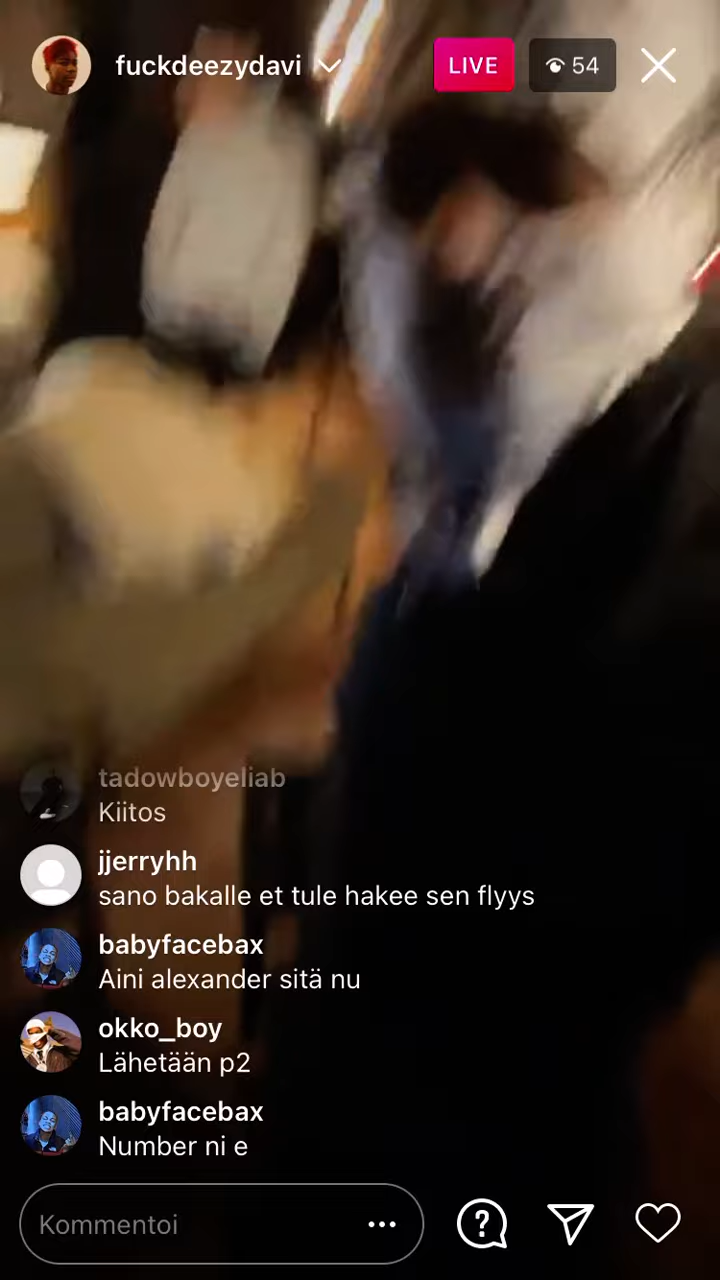 fuckdeezydavi
LIVE
54
tadowboyeliab
Kiitos
jjerryhh
sano bakalle et tule hakee sen flyys
babyfacebax
Aini alexander sitä nu
okko_boy
Lähetään p2
babyfacebax
Number ni e
Kommentoi